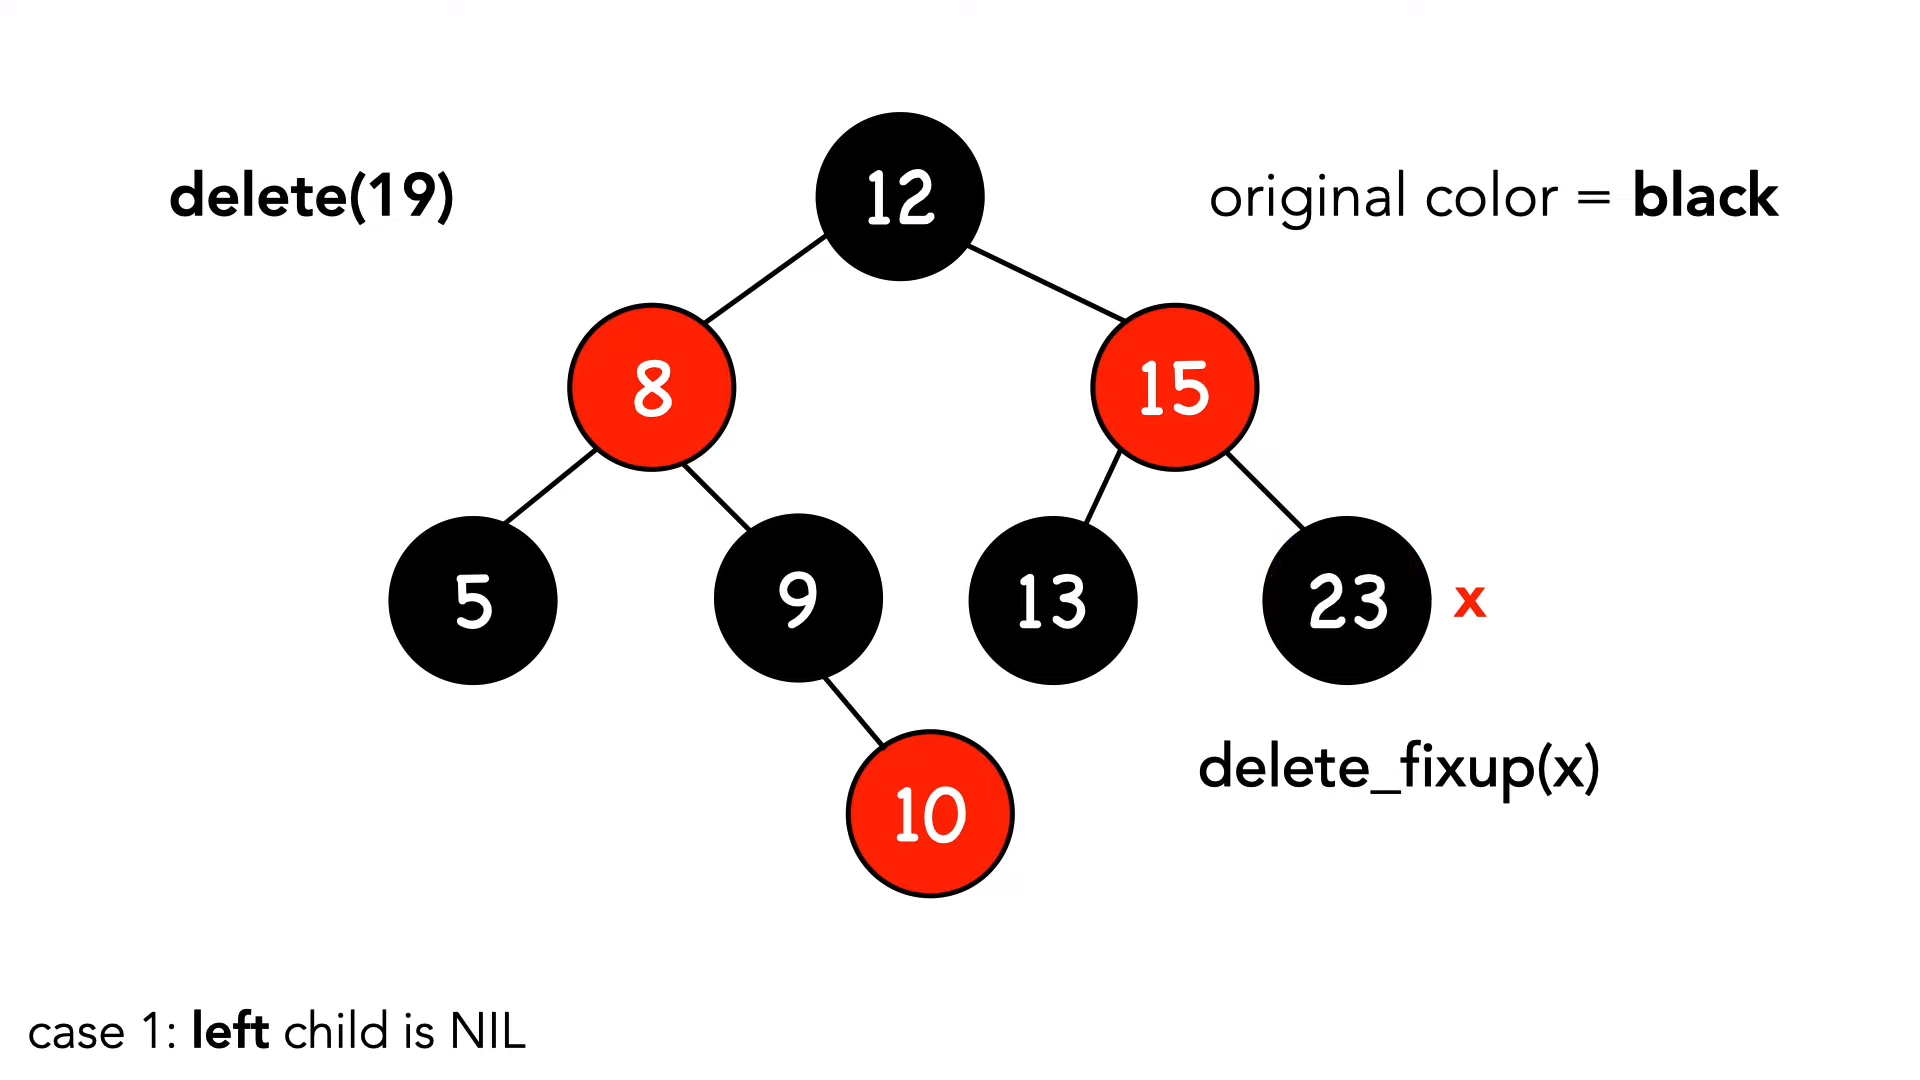 delete(19)
12
original color = black
8
15
5
9
13
23
x
delete_fixup(x)
10
case 1: left child is NIL